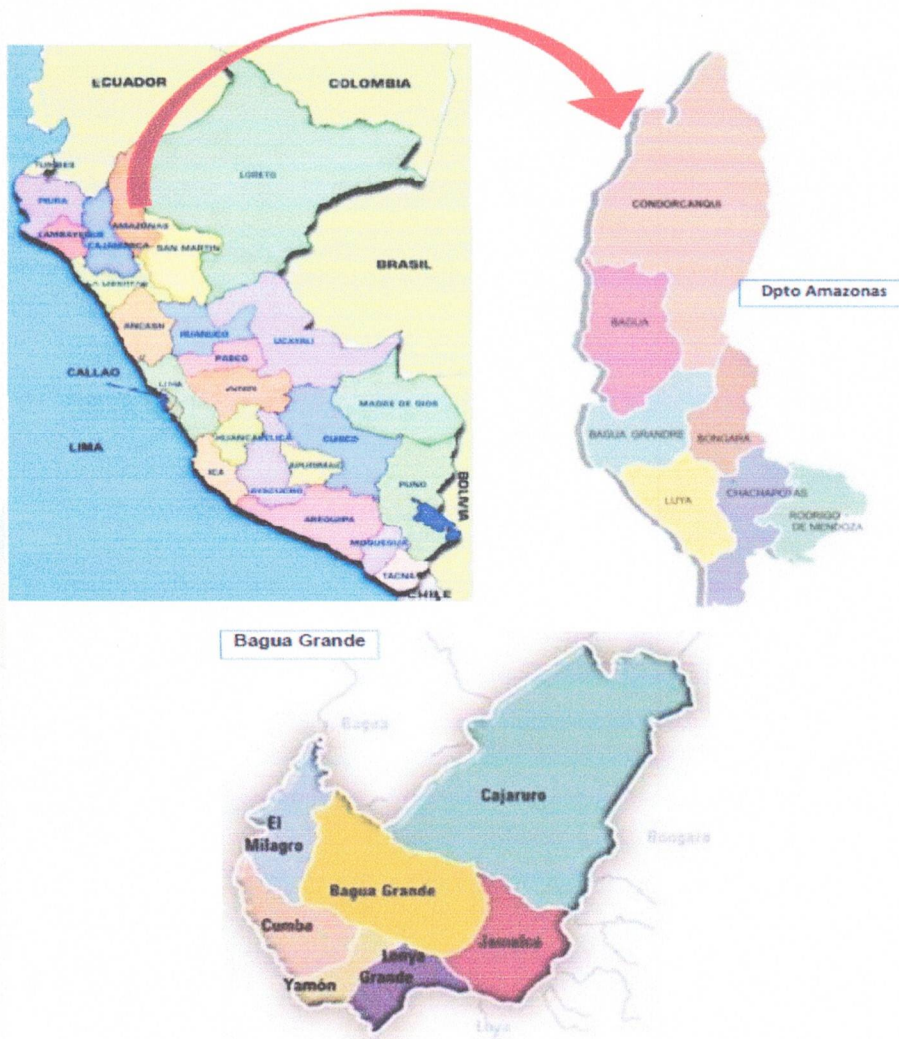 ECUADOR
COLOMBIA
TUMBES
PIURA
LORETO
LAMBAYEQUE
CAJAMARCA
AMAZONAS
SAN MARTIN
BRASIL
ANCASH
HUANUCO
UCAYALI
PASCO
CALLAO
LIMA
JUNIN
MADRE DE DIOS
LIMA
HUANCAVELICA
CUSCO
ICA
APURIMAC
AYACUCHO
PUNO
BOLIVIA
AREQUIPA
MOQUEGUA
TACNA
CHILE
CONDORCANQUI
Dpto Amazonas
BAGUA
BAGUA GRANDRE
BONGARA
LUYA
CHACHAPOYAS
RODRIGO
DE MENDOZA
Bagua Grande
Bagua
Cajaruro
El
Milagro
Bongara
Bagua Grande
Cumba
Jamalca
Lonya
Grande
Yamón
Luya